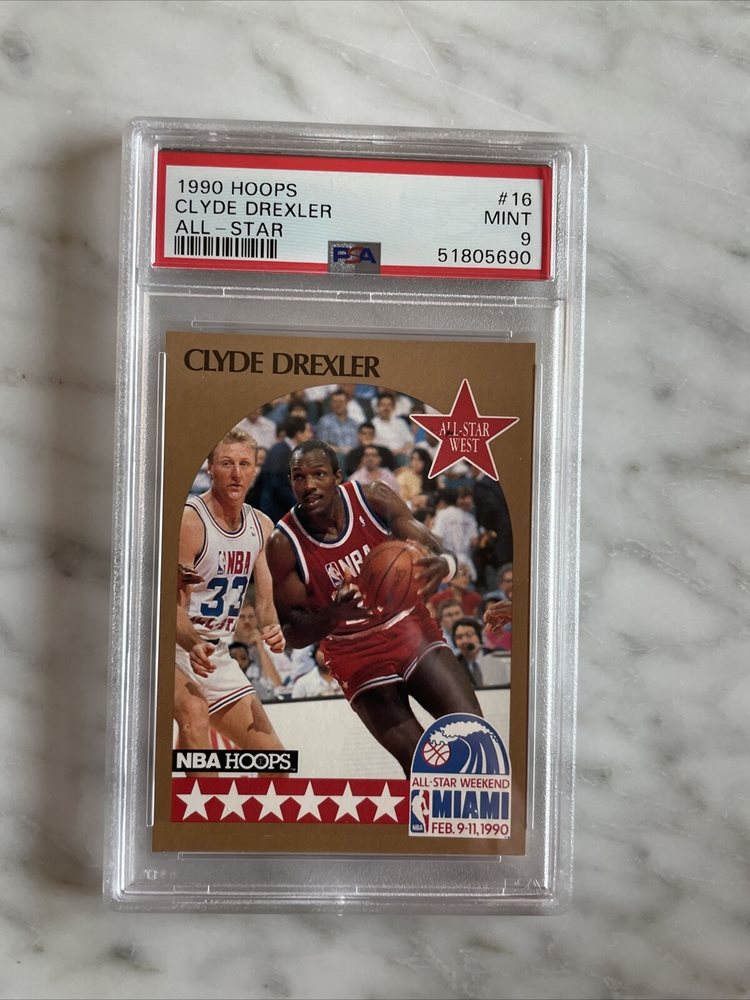 1990 HOOPS #16
CLYDE DREXLER MINT
ALL-STAR 9
PSA 51805690
CLYDE DREXLER
ALL-STAR
WEST
NBA
33
NBA
NBA HOOPS
ALL-STAR WEEKEND
MIAMI
NBA FEB. 9-11, 1990